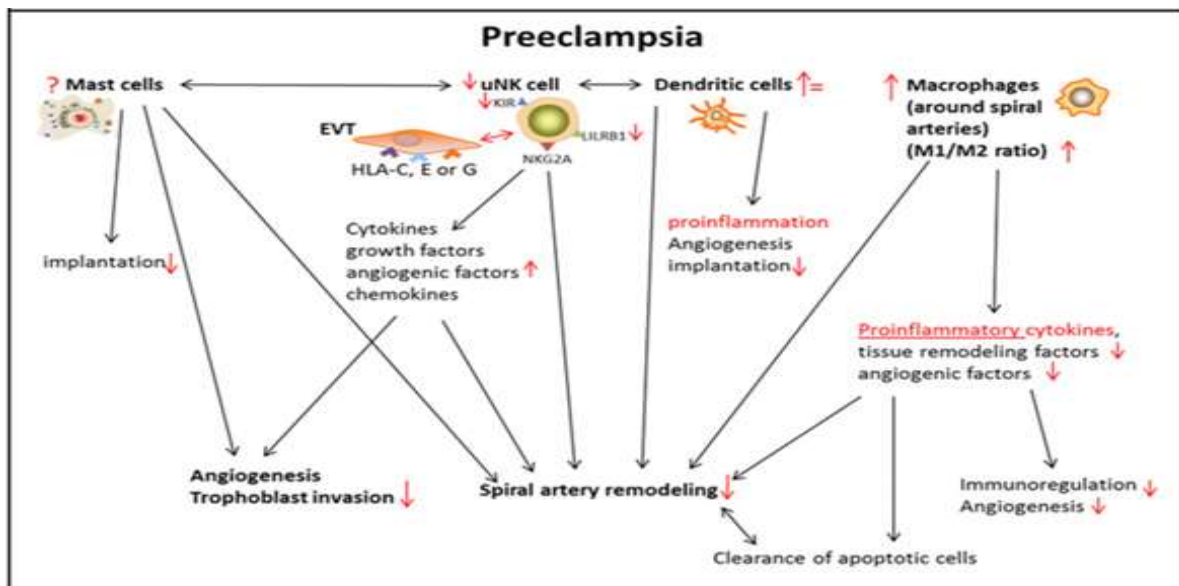 Preeclampsia
? Mast cells
↓uNK cell
Dendritic cells ↑=
↑ Macrophages
(around spiral
arteries)
(M1/M2 ratio) ↑
↓KIR
LILRB1 ↓
NKG2A
EVT
HLA-C, E or G
Cytokines
growth factors
angiogenic factors ↑
chemokines
proinflammation
Angiogenesis
implantation ↓
implantation ↓
Proinflammatory cytokines,
tissue remodeling factors ↓
angiogenic factors ↓
Angiogenesis
Trophoblast invasion ↓
Spiral artery remodeling ↓
Immunoregulation ↓
Angiogenesis ↓
Clearance of apoptotic cells